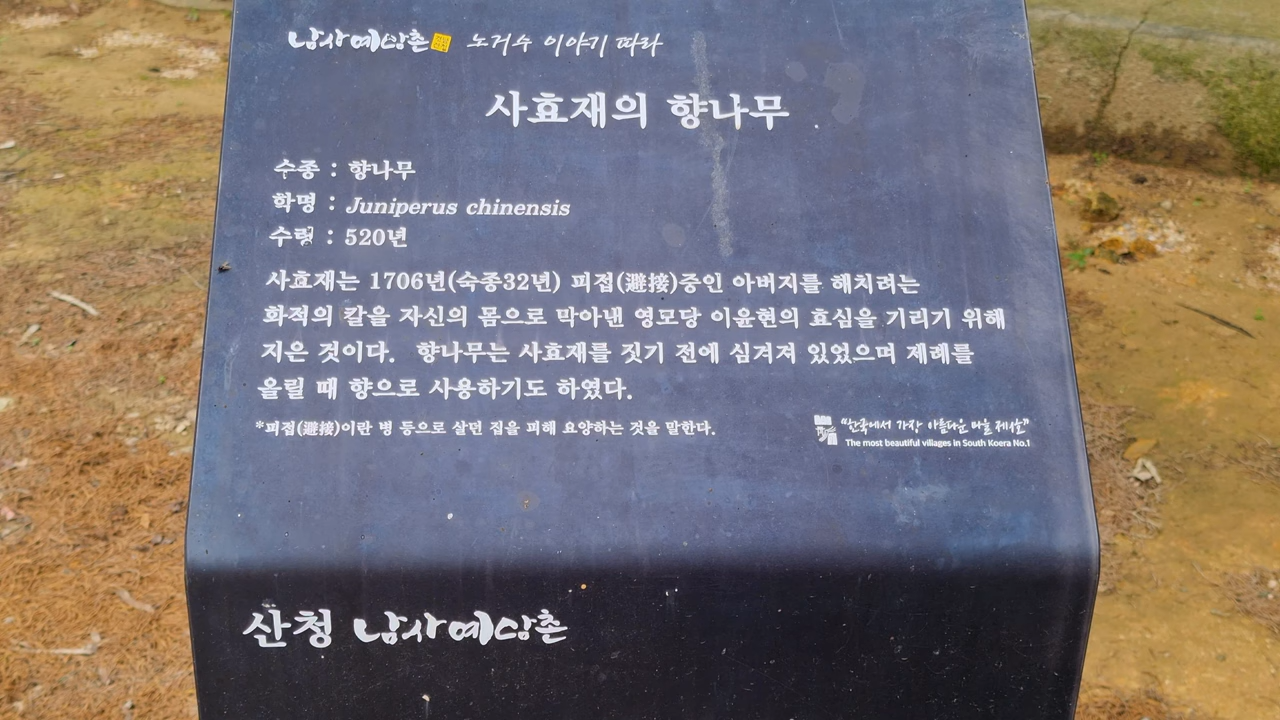 남사예담촌 노거수 이야기 따라
사효재의 향나무
수종 : 향나무
학명 : Juniperus chinensis
수령 : 520년
사효재는 1706년(숙종32년) 피접(避接)중인 아버지를 해치려는
화적의 칼을 자신의 몸으로 막아낸 영모당 이윤현의 효심을 기리기 위해
지은 것이다. 향나무는 사효재를 짓기 전에 심겨져 있었으며 제례를
올릴 때 향으로 사용하기도 하였다.
*피접(避接)이란 병 등으로 살던 집을 피해 요양하는 것을 말한다.
"한국에서 가장 아름다운 마을 제1호"
The most beautiful villages in South Koera No.1
산청 남사예담촌